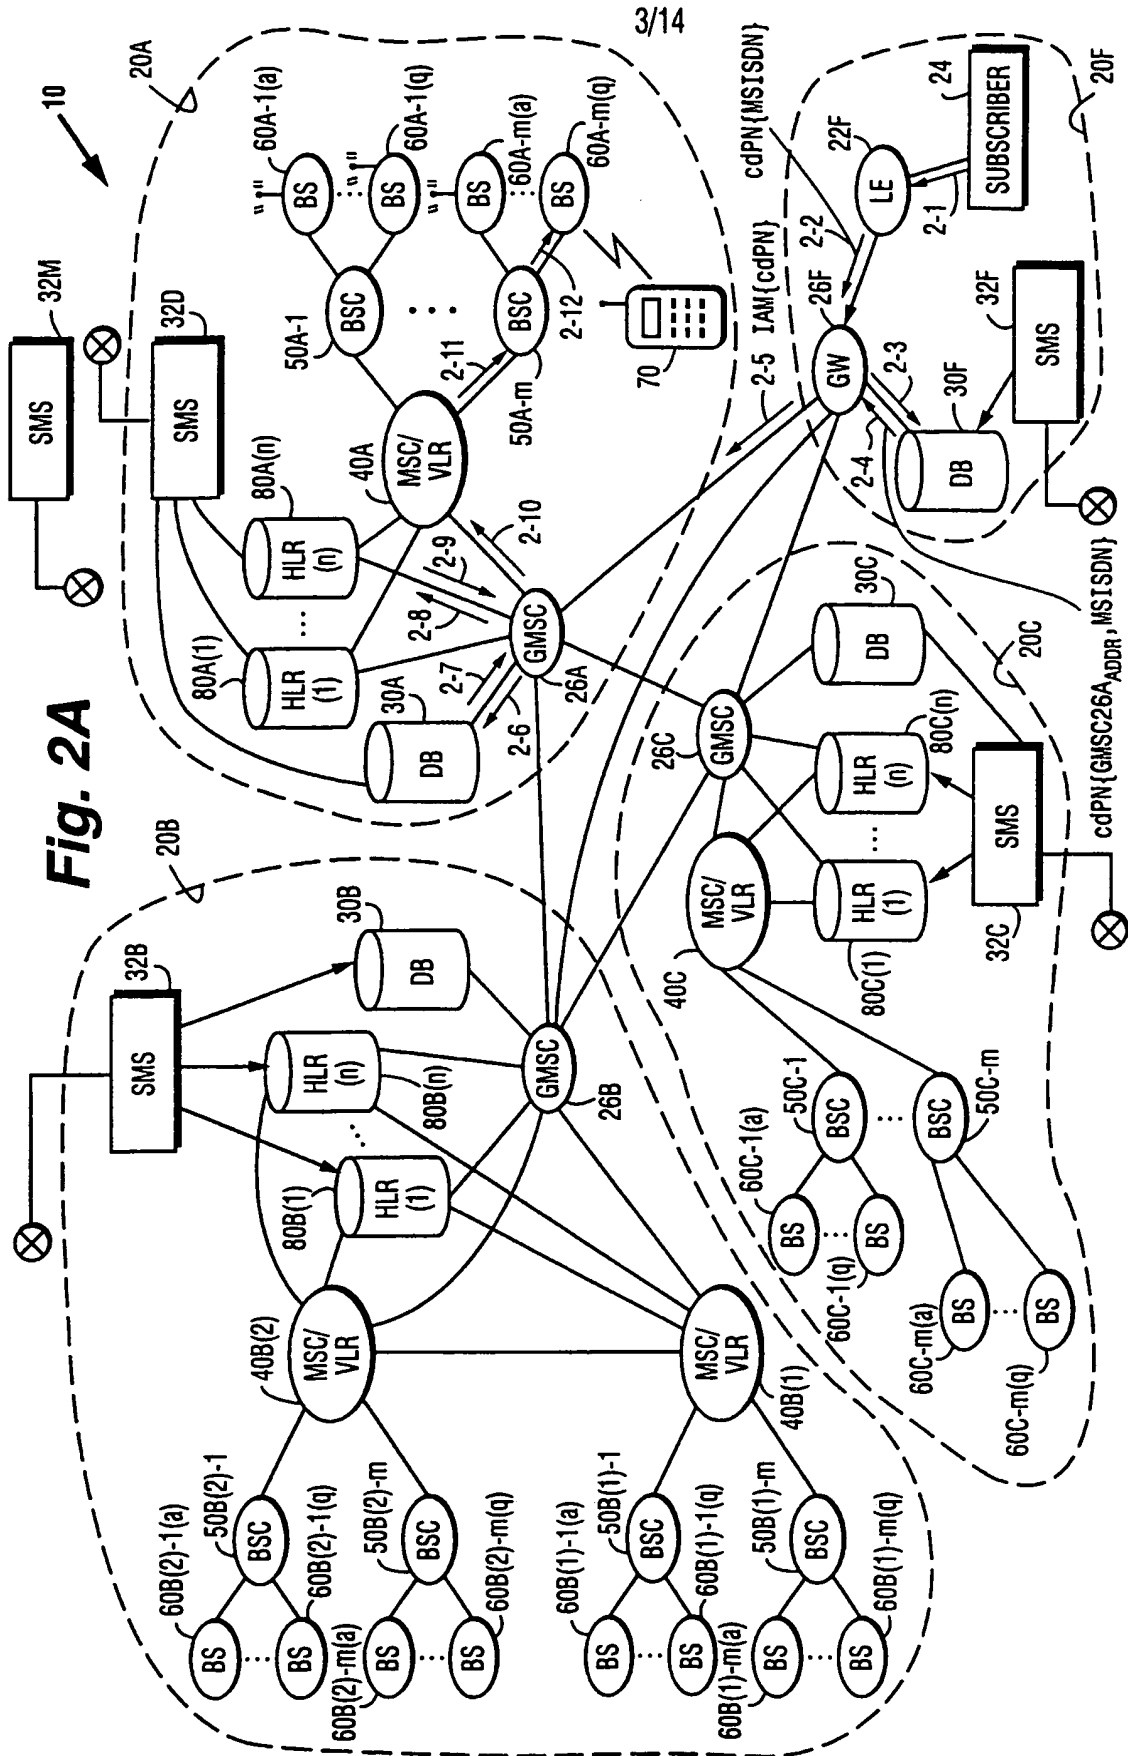 3/14
Fig. 2A
10
20A
32M
SMS
32D
SMS
80A(n)
HLR
(n)
...
80A(1)
HLR
(1)
30A
DB
2-6
2-7
2-8
2-9
2-10
GMSC
26A
40A
MSC/
VLR
50A-1
BSC
2-11
BSC
50A-m
2-12
60A-1(a)
BS
60A-1(q)
BS
60A-m(a)
BS
60A-m(q)
BS
70
20B
32B
SMS
30B
DB
HLR
(n)
80B(n)
...
80B(1)
HLR
(1)
GMSC
26B
40B(2)
MSC/
VLR
MSC/
VLR
40B(1)
50B(2)-1
BSC
50B(2)-m
BSC
60B(2)-1(a)
BS
60B(2)-1(q)
BS
60B(2)-m(a)
BS
60B(2)-m(q)
BS
50B(1)-1
BSC
50B(1)-m
BSC
60B(1)-1(a)
BS
60B(1)-1(q)
BS
60B(1)-m(a)
BS
60B(1)-m(q)
BS
20C
26C
GMSC
30C
DB
40C
MSC/
VLR
HLR
(n)
80C(n)
...
HLR
(1)
80C(1)
SMS
32C
50C-1
BSC
50C-m
BSC
60C-1(a)
BS
60C-1(q)
BS
60C-m(a)
BS
60C-m(q)
BS
20F
cdPN{MSISDN}
24
SUBSCRIBER
22F
LE
2-1
2-2
26F
GW
2-5 IAM{cdPN}
2-3
2-4
30F
DB
32F
SMS
cdPN{GMSC26A_ADDR, MSISDN}